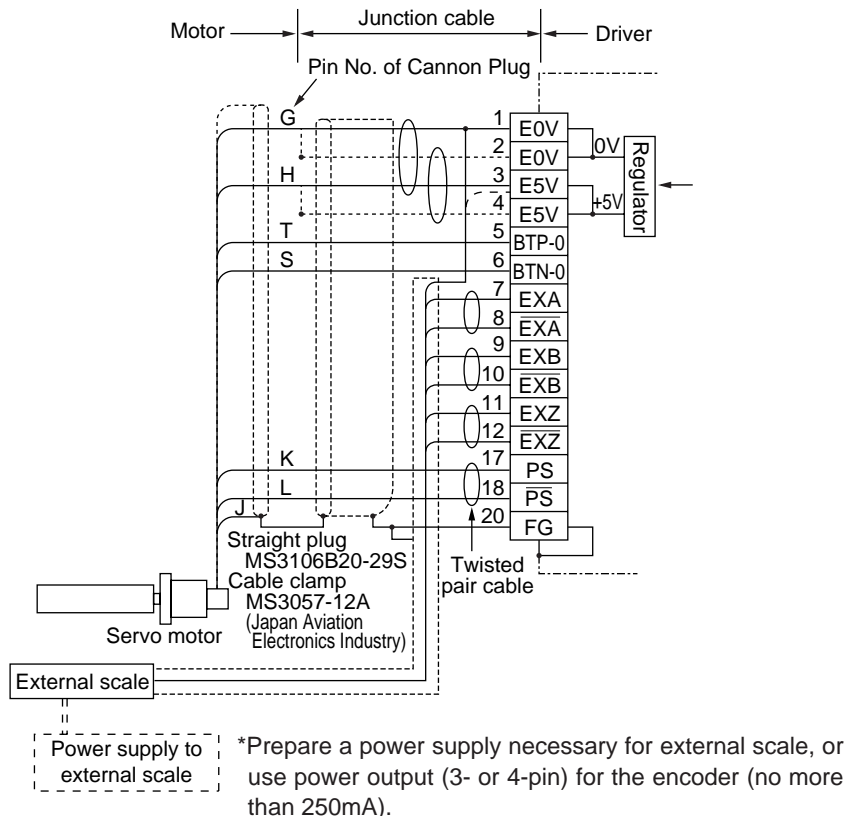 Motor
Junction cable
Driver
Pin No. of Cannon Plug
G
1
E0V
2
E0V
0V
H
3
E5V
4
E5V
+5V
Regulator
T
5
BTP-0
S
6
BTN-0
7
EXA
8
E̅X̅A̅
9
EXB
10
E̅X̅B̅
11
EXZ
12
E̅X̅Z̅
K
17
PS
L
18
P̅S̅
J
20
FG
Straight plug
MS3106B20-29S
Cable clamp
MS3057-12A
(Japan Aviation
Electronics Industry)
Twisted
pair cable
Servo motor
External scale
Power supply to
external scale
*Prepare a power supply necessary for external scale, or
use power output (3- or 4-pin) for the encoder (no more
than 250mA).